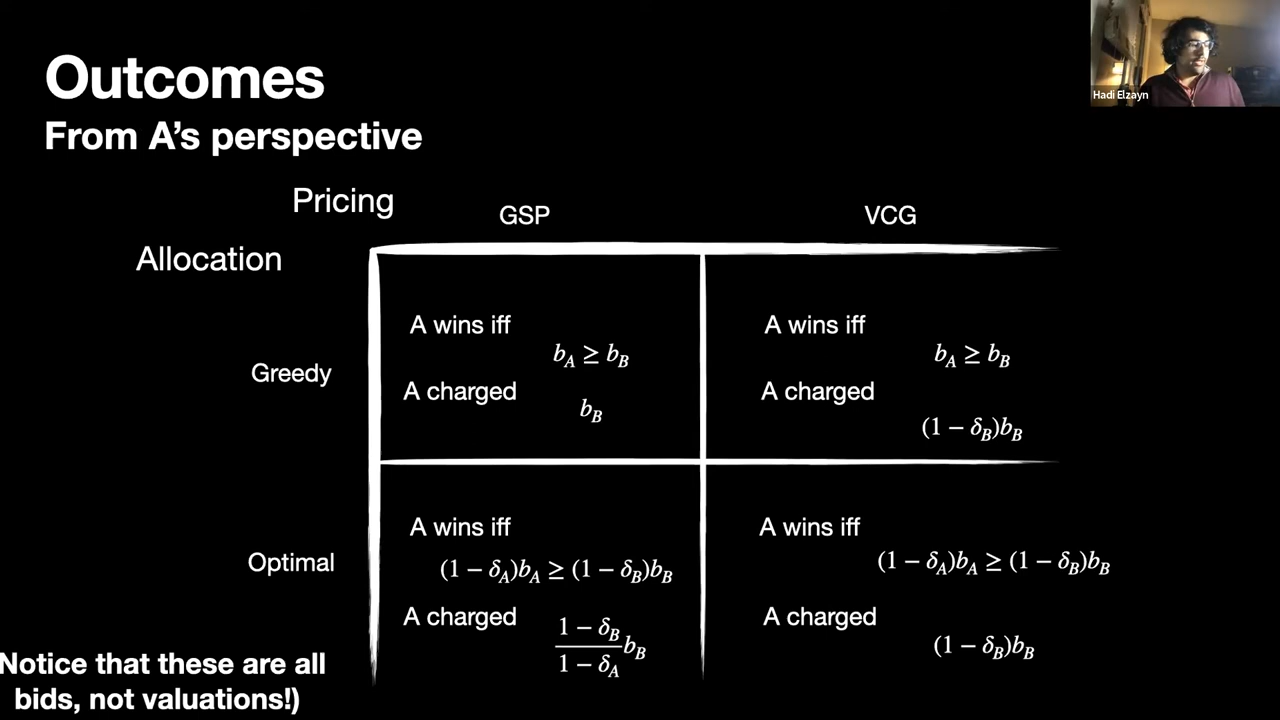 Outcomes
From A's perspective
Hadi Elzayn
Pricing
GSP
VCG
Allocation
A wins iff
b_A ≥ b_B
A charged
b_B
A wins iff
b_A ≥ b_B
A charged
(1 − δ_B)b_B
Greedy
A wins iff
(1 − δ_A)b_A ≥ (1 − δ_B)b_B
A charged
1 − δ_B
1 − δ_A
b_B
A wins iff
(1 − δ_A)b_A ≥ (1 − δ_B)b_B
A charged
(1 − δ_B)b_B
Optimal
Notice that these are all
bids, not valuations!)